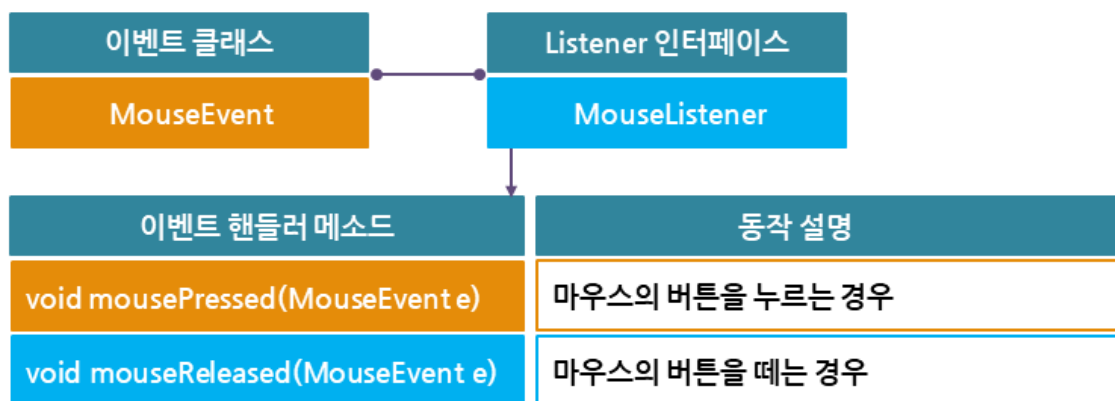 이벤트 클래스
Listener 인터페이스
MouseEvent
MouseListener
이벤트 핸들러 메소드
동작 설명
void mousePressed(MouseEvent e)
마우스의 버튼을 누르는 경우
void mouseReleased(MouseEvent e)
마우스의 버튼을 떼는 경우